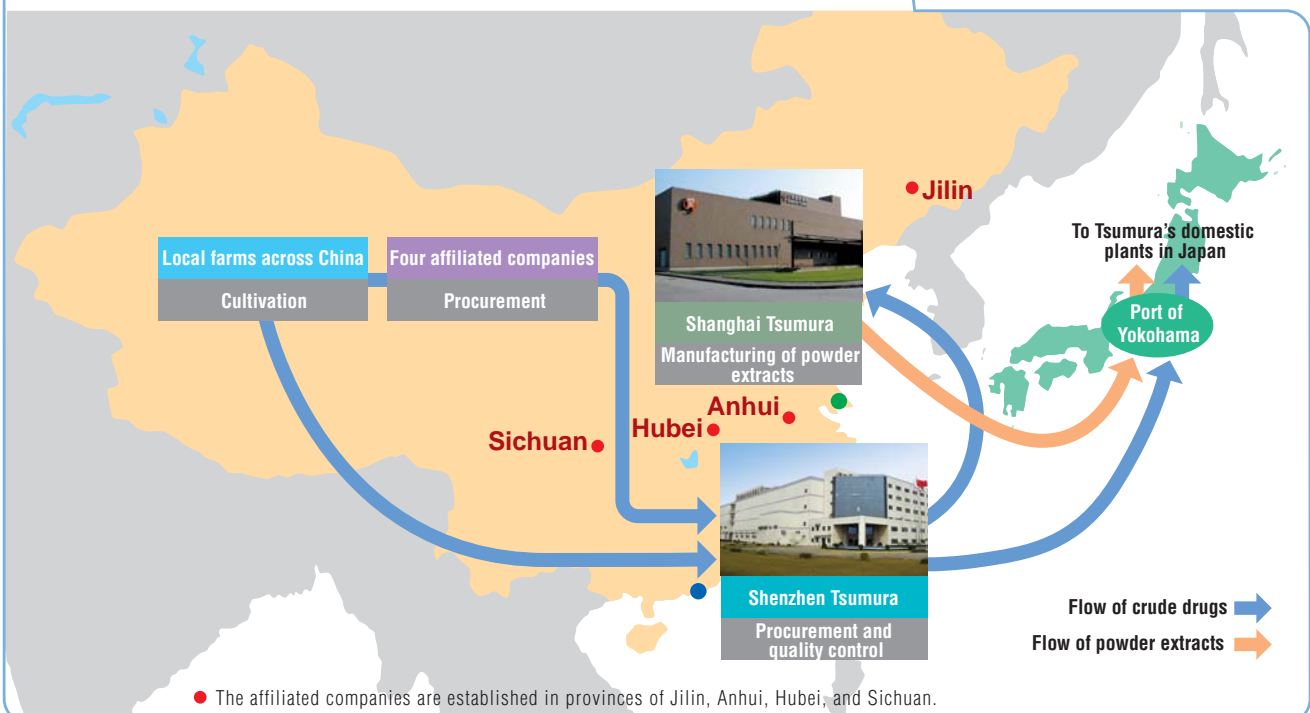 Jilin
To Tsumura's domestic
plants in Japan
Local farms across China
Cultivation
Four affiliated companies
Procurement
Port of
Yokohama
Shanghai Tsumura
Manufacturing of powder
extracts
Anhui
Hubei
Sichuan
Shenzhen Tsumura
Procurement and
quality control
Flow of crude drugs
Flow of powder extracts
The affiliated companies are established in provinces of Jilin, Anhui, Hubei, and Sichuan.